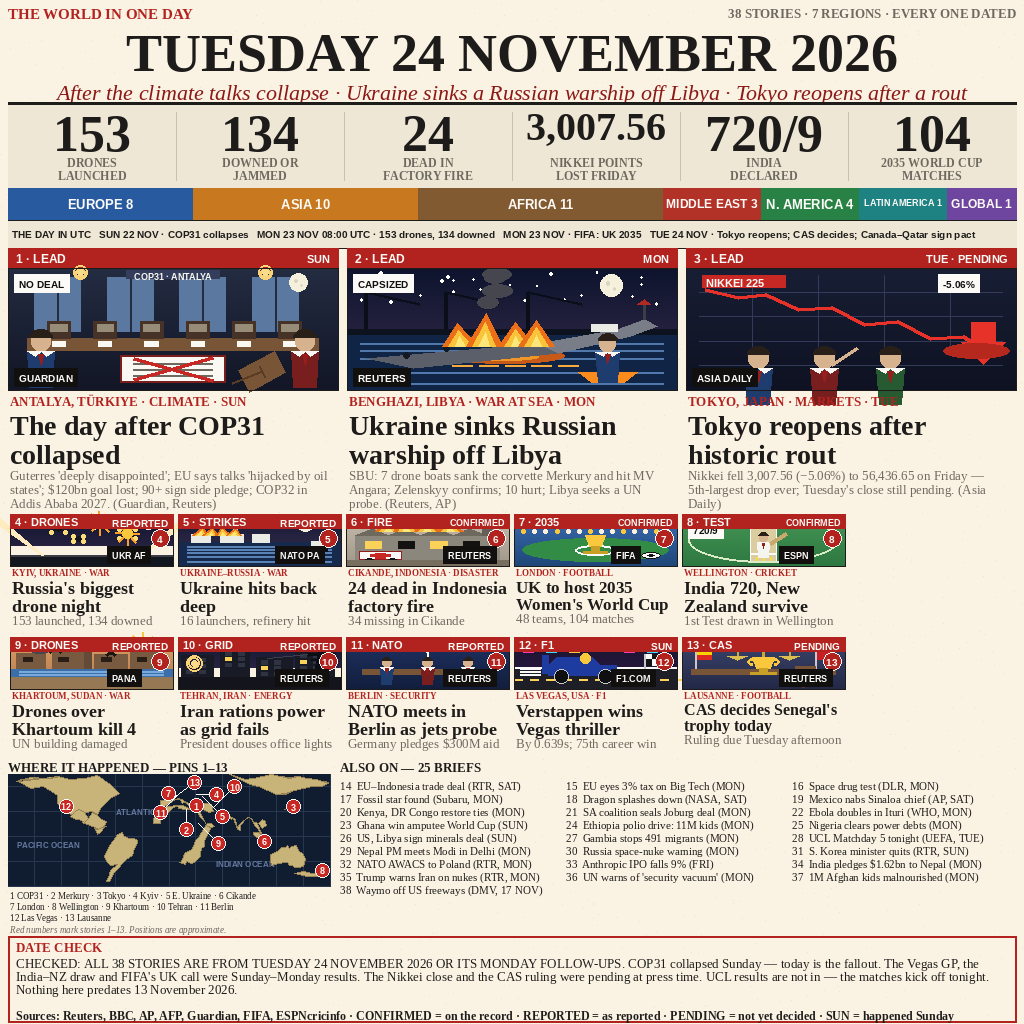 THE WORLD IN ONE DAY
38 STORIES · 7 REGIONS · EVERY ONE DATED
TUESDAY 24 NOVEMBER 2026
After the climate talks collapse · Ukraine sinks a Russian warship off Libya · Tokyo reopens after a rout
153
DRONES
LAUNCHED
134
DOWNED OR
JAMMED
24
DEAD IN
FACTORY FIRE
3,007.56
NIKKEI POINTS
LOST FRIDAY
720/9
INDIA
DECLARED
104
2035 WORLD CUP
MATCHES
EUROPE 8
ASIA 10
AFRICA 11
MIDDLE EAST 3
N. AMERICA 4
LATIN AMERICA 1
GLOBAL 1
THE DAY IN UTC SUN 22 NOV · COP31 collapses MON 23 NOV 08:00 UTC · 153 drones, 134 downed MON 23 NOV · FIFA: UK 2035 TUE 24 NOV · Tokyo reopens; CAS decides; Canada–Qatar sign pact
1 · LEAD SUN
NO DEAL
COP31 · ANTALYA
GUARDIAN
ANTALYA, TÜRKIYE · CLIMATE · SUN
The day after COP31
collapsed
Guterres 'deeply disappointed'; EU says talks 'hijacked by oil
states'; $120bn goal lost; 90+ sign side pledge; COP32 in
Addis Ababa 2027. (Guardian, Reuters)
2 · LEAD MON
CAPSIZED
REUTERS
BENGHAZI, LIBYA · WAR AT SEA · MON
Ukraine sinks Russian
warship off Libya
SBU: 7 drone boats sank the corvette Merkury and hit MV
Angara; Zelenskyy confirms; 10 hurt; Libya seeks a UN
probe. (Reuters, AP)
3 · LEAD TUE · PENDING
NIKKEI 225
-5.06%
ASIA DAILY
TOKYO, JAPAN · MARKETS · TUE
Tokyo reopens after
historic rout
Nikkei fell 3,007.56 (−5.06%) to 56,436.65 on Friday —
5th-largest drop ever; Tuesday's close still pending. (Asia
Daily)
4 · DRONES REPORTED
4
UKR AF
KYIV, UKRAINE · WAR
Russia's biggest
drone night
153 launched, 134 downed
5 · STRIKES REPORTED
5
NATO PA
UKRAINE–RUSSIA · WAR
Ukraine hits back
deep
16 launchers, refinery hit
6 · FIRE CONFIRMED
6
REUTERS
CIKANDE, INDONESIA · DISASTER
24 dead in Indonesia
factory fire
34 missing in Cikande
7 · 2035 CONFIRMED
7
FIFA
LONDON · FOOTBALL
UK to host 2035
Women's World Cup
48 teams, 104 matches
8 · TEST CONFIRMED
720/9
8
ESPN
WELLINGTON · CRICKET
India 720, New
Zealand survive
1st Test drawn in Wellington
9 · DRONES REPORTED
9
PANA
KHARTOUM, SUDAN · WAR
Drones over
Khartoum kill 4
UN building damaged
10 · GRID REPORTED
10
REUTERS
TEHRAN, IRAN · ENERGY
Iran rations power
as grid fails
President douses office lights
11 · NATO REPORTED
11
REUTERS
BERLIN · SECURITY
NATO meets in
Berlin as jets probe
Germany pledges $300M aid
12 · F1 SUN
12
F1.COM
LAS VEGAS, USA · F1
Verstappen wins
Vegas thriller
By 0.639s; 75th career win
13 · CAS PENDING
13
REUTERS
LAUSANNE · FOOTBALL
CAS decides Senegal's
trophy today
Ruling due Tuesday afternoon
WHERE IT HAPPENED — PINS 1–13
13
7
4
10
12
1
3
ATLANTIC
11
5
2
PACIFIC OCEAN
9
6
INDIAN OCEAN
8
1 COP31 · 2 Merkury · 3 Tokyo · 4 Kyiv · 5 E. Ukraine · 6 Cikande
7 London · 8 Wellington · 9 Khartoum · 10 Tehran · 11 Berlin
12 Las Vegas · 13 Lausanne
Red numbers mark stories 1–13. Positions are approximate.
ALSO ON — 25 BRIEFS
14 EU–Indonesia trade deal (RTR, SAT)
15 EU eyes 3% tax on Big Tech (MON)
16 Space drug test (DLR, MON)
17 Fossil star found (Subaru, MON)
18 Dragon splashes down (NASA, SAT)
19 Mexico nabs Sinaloa chief (AP, SAT)
20 Kenya, DR Congo restore ties (MON)
21 SA coalition seals Joburg deal (MON)
22 Ebola doubles in Ituri (WHO, MON)
23 Ghana win amputee World Cup (SUN)
24 Ethiopia polio drive: 11M kids (MON)
25 Nigeria clears power debts (MON)
26 US, Libya sign minerals deal (SUN)
27 Gambia stops 491 migrants (MON)
28 UCL Matchday 5 tonight (UEFA, TUE)
29 Nepal PM meets Modi in Delhi (MON)
30 Russia space-nuke warning (MON)
31 S. Korea minister quits (RTR, SUN)
32 NATO AWACS to Poland (RTR, MON)
33 Anthropic IPO falls 9% (FRI)
34 India pledges $1.62bn to Nepal (MON)
35 Trump warns Iran on nukes (RTR, MON)
36 UN warns of 'security vacuum' (MON)
37 1M Afghan kids malnourished (MON)
38 Waymo off US freeways (DMV, 17 NOV)
DATE CHECK
CHECKED: ALL 38 STORIES ARE FROM TUESDAY 24 NOVEMBER 2026 OR ITS MONDAY FOLLOW-UPS. COP31 collapsed Sunday — today is the fallout. The Vegas GP, the
India–NZ draw and FIFA's UK call were Sunday–Monday results. The Nikkei close and the CAS ruling were pending at press time. UCL results are not in — the matches kick off tonight.
Nothing here predates 13 November 2026.
Sources: Reuters, BBC, AP, AFP, Guardian, FIFA, ESPNcricinfo · CONFIRMED = on the record · REPORTED = as reported · PENDING = not yet decided · SUN = happened Sunday